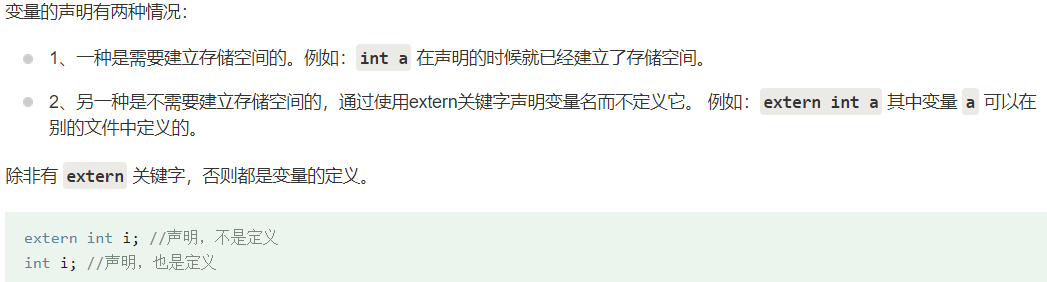 变量的声明有两种情况：
1、一种是需要建立存储空间的。例如：int a 在声明的时候就已经建立了存储空间。
2、另一种是不需要建立存储空间的，通过使用extern关键字声明变量名而不定义它。 例如：extern int a 其中变量 a 可以在
别的文件中定义的。
除非有 extern 关键字，否则都是变量的定义。
extern int i; //声明，不是定义
int i; //声明，也是定义